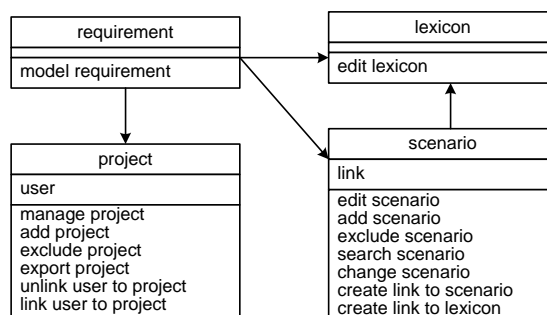 requirement
model requirement
lexicon
edit lexicon
project
user
manage project
add project
exclude project
export project
unlink user to project
link user to project
scenario
link
edit scenario
add scenario
exclude scenario
search scenario
change scenario
create link to scenario
create link to lexicon